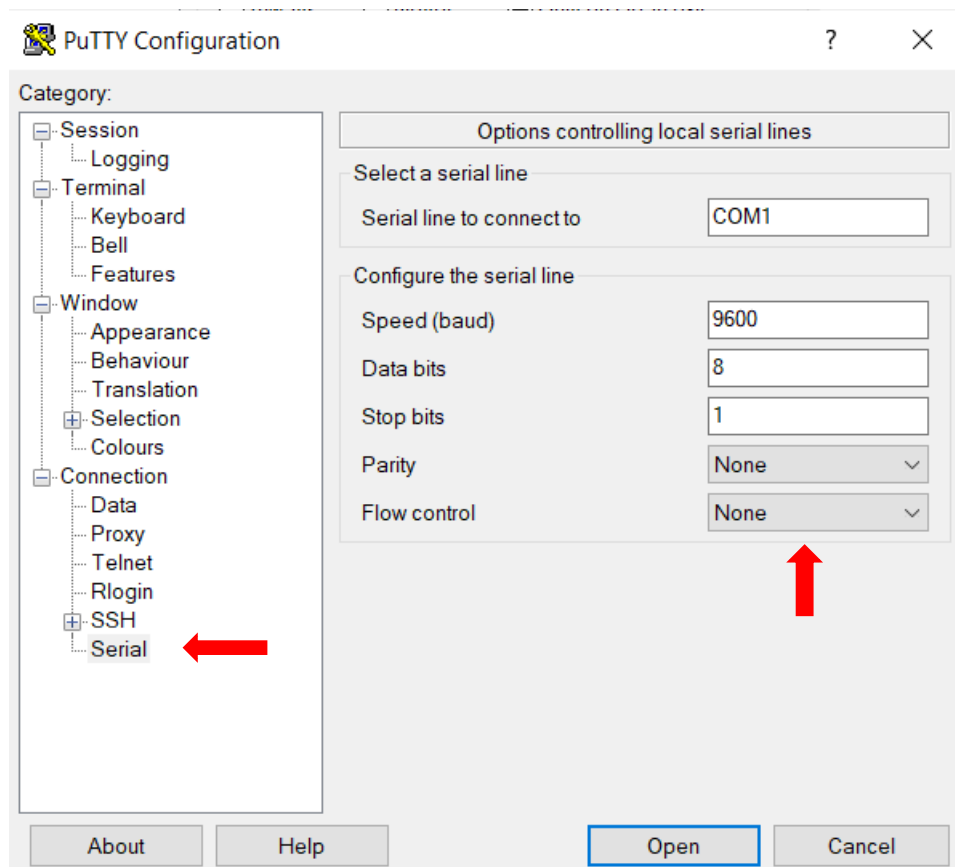 PuTTY Configuration
?
Category:
Session
Logging
Terminal
Keyboard
Bell
Features
Window
Appearance
Behaviour
Translation
Selection
Colours
Connection
Data
Proxy
Telnet
Rlogin
SSH
Serial
Options controlling local serial lines
Select a serial line
Serial line to connect to COM1
Configure the serial line
Speed (baud) 9600
Data bits 8
Stop bits 1
Parity None
Flow control None
About Help Open Cancel